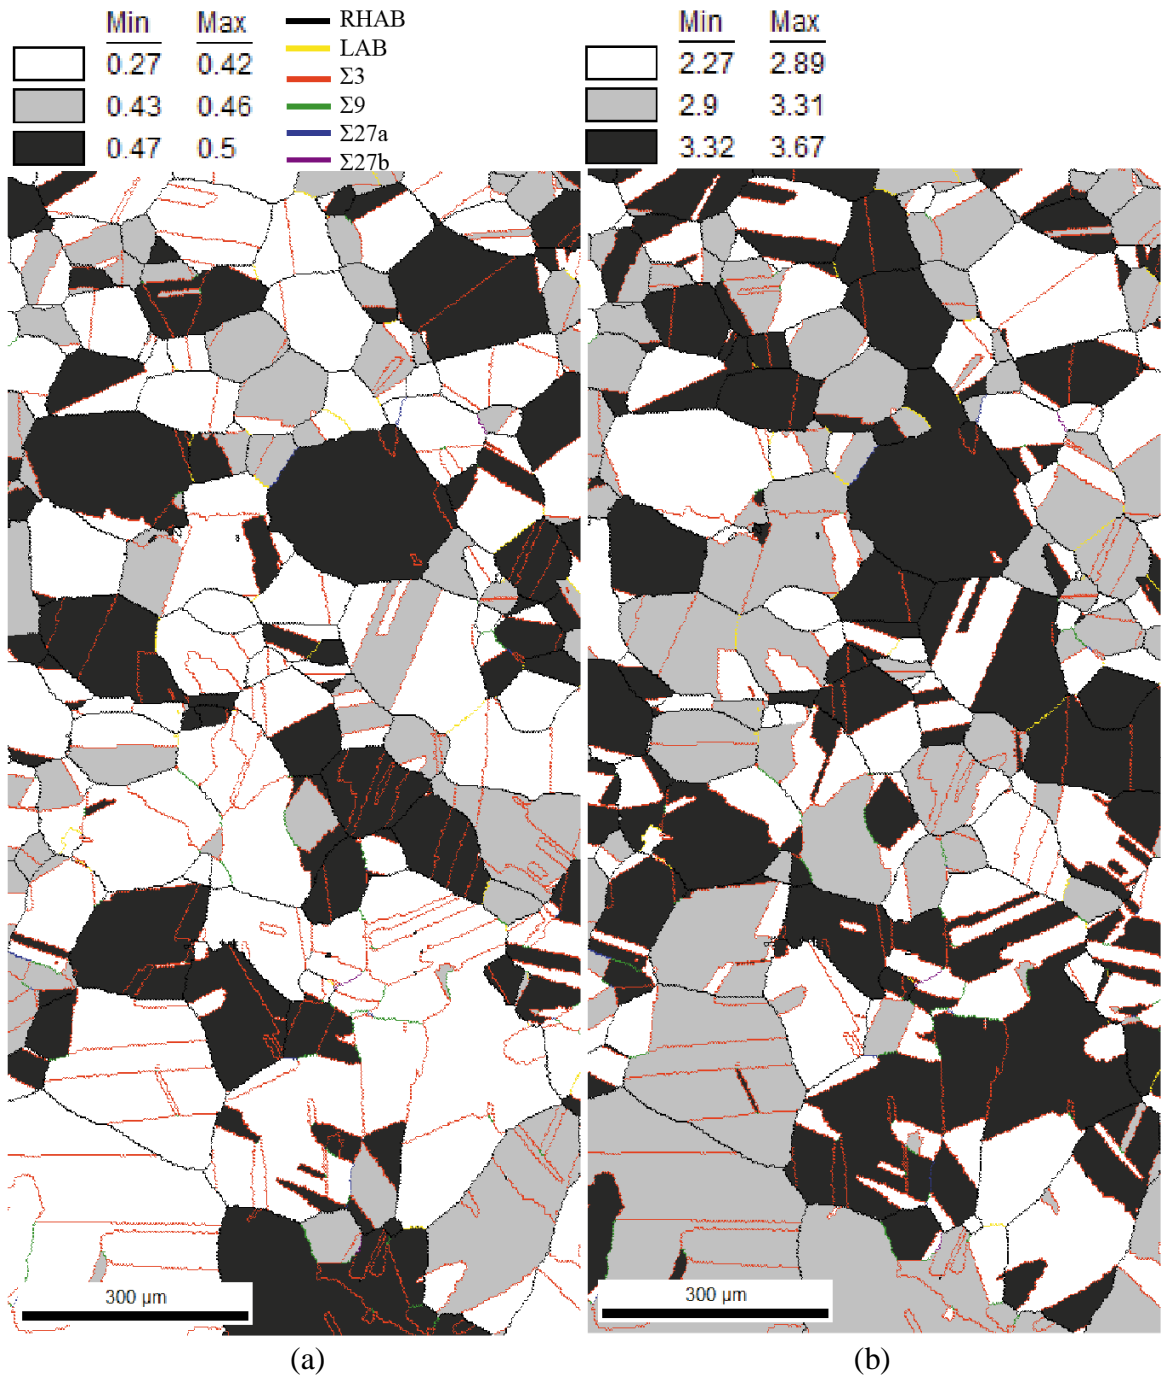 Min Max
0.27 0.42
0.43 0.46
0.47 0.5
RHAB
LAB
Σ3
Σ9
Σ27a
Σ27b
Min Max
2.27 2.89
2.9 3.31
3.32 3.67
300 µm
300 µm
(a)
(b)